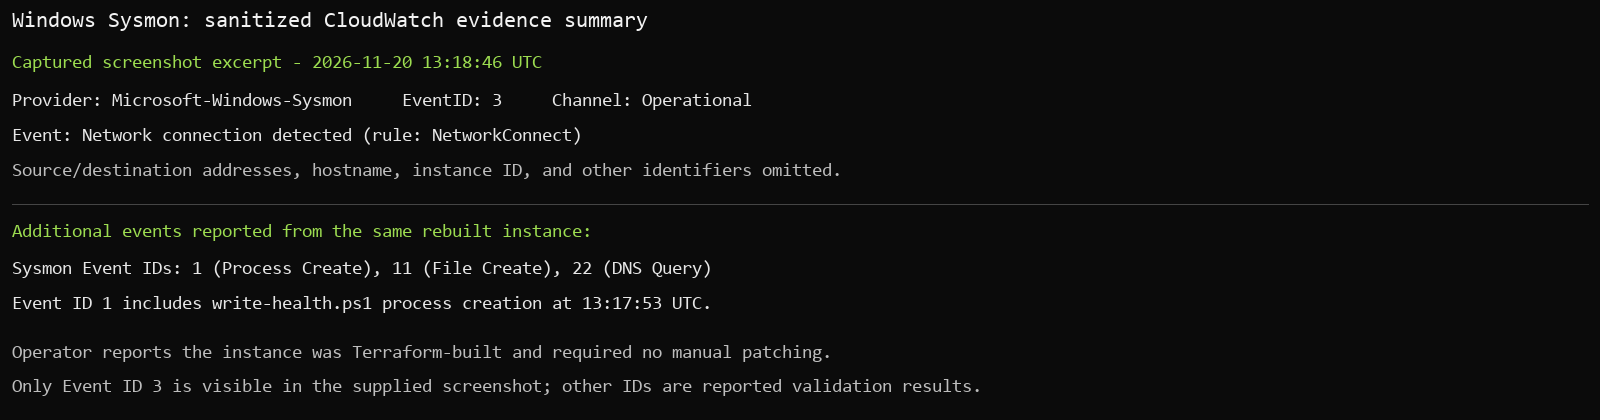 Windows Sysmon: sanitized CloudWatch evidence summary
Captured screenshot excerpt - 2026-11-20 13:18:46 UTC
Provider: Microsoft-Windows-Sysmon     EventID: 3     Channel: Operational
Event: Network connection detected (rule: NetworkConnect)
Source/destination addresses, hostname, instance ID, and other identifiers omitted.
Additional events reported from the same rebuilt instance:
Sysmon Event IDs: 1 (Process Create), 11 (File Create), 22 (DNS Query)
Event ID 1 includes write-health.ps1 process creation at 13:17:53 UTC.
Operator reports the instance was Terraform-built and required no manual patching.
Only Event ID 3 is visible in the supplied screenshot; other IDs are reported validation results.